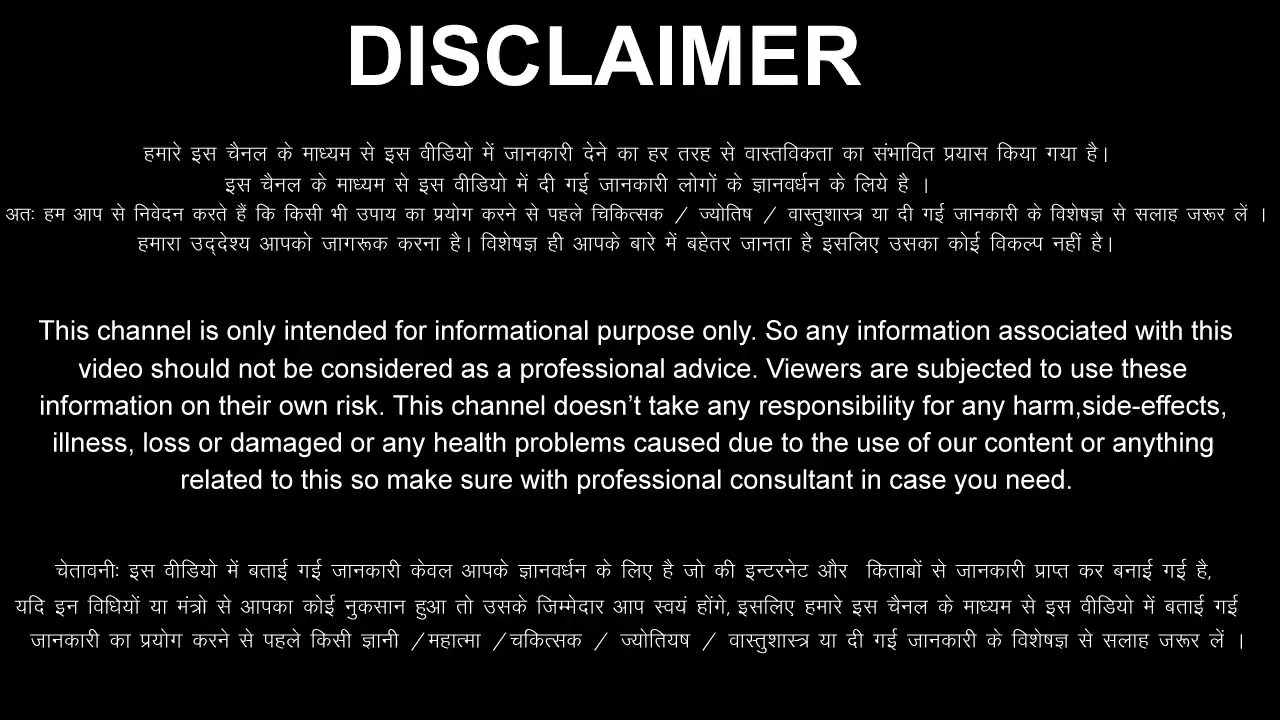 DISCLAIMER
हमारे इस चैनल के माध्यम से इस वीडियो में जानकारी देने का हर तरह से वास्तविकता का संभावित प्रयास किया गया है।
इस चैनल के माध्यम से इस वीडियो में दी गई जानकारी लोगों के ज्ञानवर्धन के लिये है ।
अतः हम आप से निवेदन करते हैं कि किसी भी उपाय का प्रयोग करने से पहले चिकित्सक / ज्योतिष / वास्तुशास्त्र या दी गई जानकारी के विशेषज्ञ से सलाह जरूर लें ।
हमारा उद्देश्य आपको जागरूक करना है। विशेषज्ञ ही आपके बारे में बहेतर जानता है इसलिए उसका कोई विकल्प नहीं है।
This channel is only intended for informational purpose only. So any information associated with this
video should not be considered as a professional advice. Viewers are subjected to use these
information on their own risk. This channel doesn’t take any responsibility for any harm,side-effects,
illness, loss or damaged or any health problems caused due to the use of our content or anything
related to this so make sure with professional consultant in case you need.
चेतावनीः इस वीडियो में बताई गई जानकारी केवल आपके ज्ञानवर्धन के लिए है जो की इन्टरनेट और किताबों से जानकारी प्राप्त कर बनाई गई है,
यदि इन विधियों या मंत्रो से आपका कोई नुकसान हुआ तो उसके जिम्मेदार आप स्वयं होंगे, इसलिए हमारे इस चैनल के माध्यम से इस वीडियो में बताई गई
जानकारी का प्रयोग करने से पहले किसी ज्ञानी /महात्मा /चकित्सक / ज्योतियष / वास्तुशास्त्र या दी गई जानकारी के विशेषज्ञ से सलाह जरूर लें ।